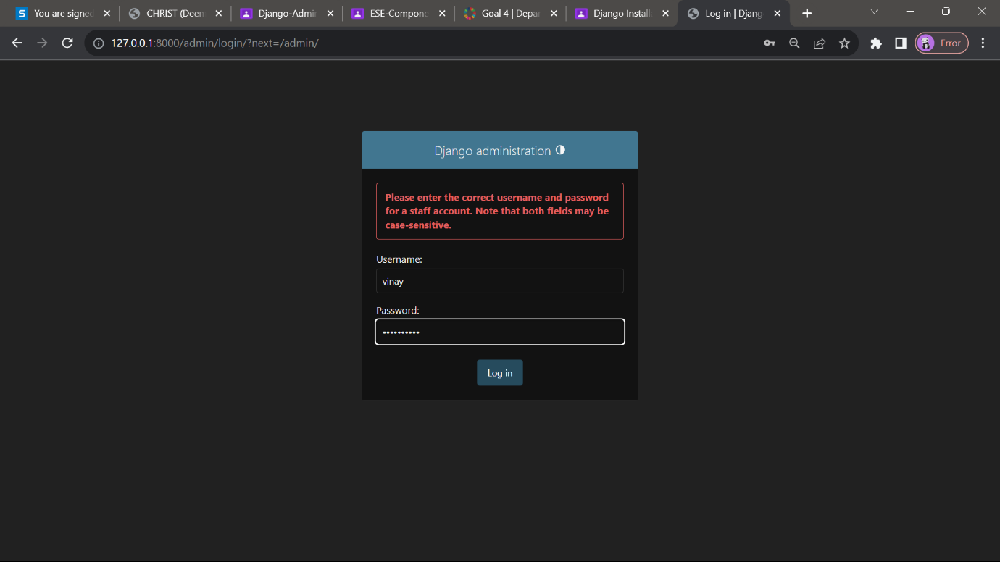 You are signed
CHRIST (Deem
Django-Admin
ESE-Compone
Goal 4 | Depar
Django Install
Log in | Djang
127.0.0.1:8000/admin/login/?next=/admin/
Error
Django administration
Please enter the correct username and password
for a staff account. Note that both fields may be
case-sensitive.
Username:
vinay
Password:
••••••••••
Log in